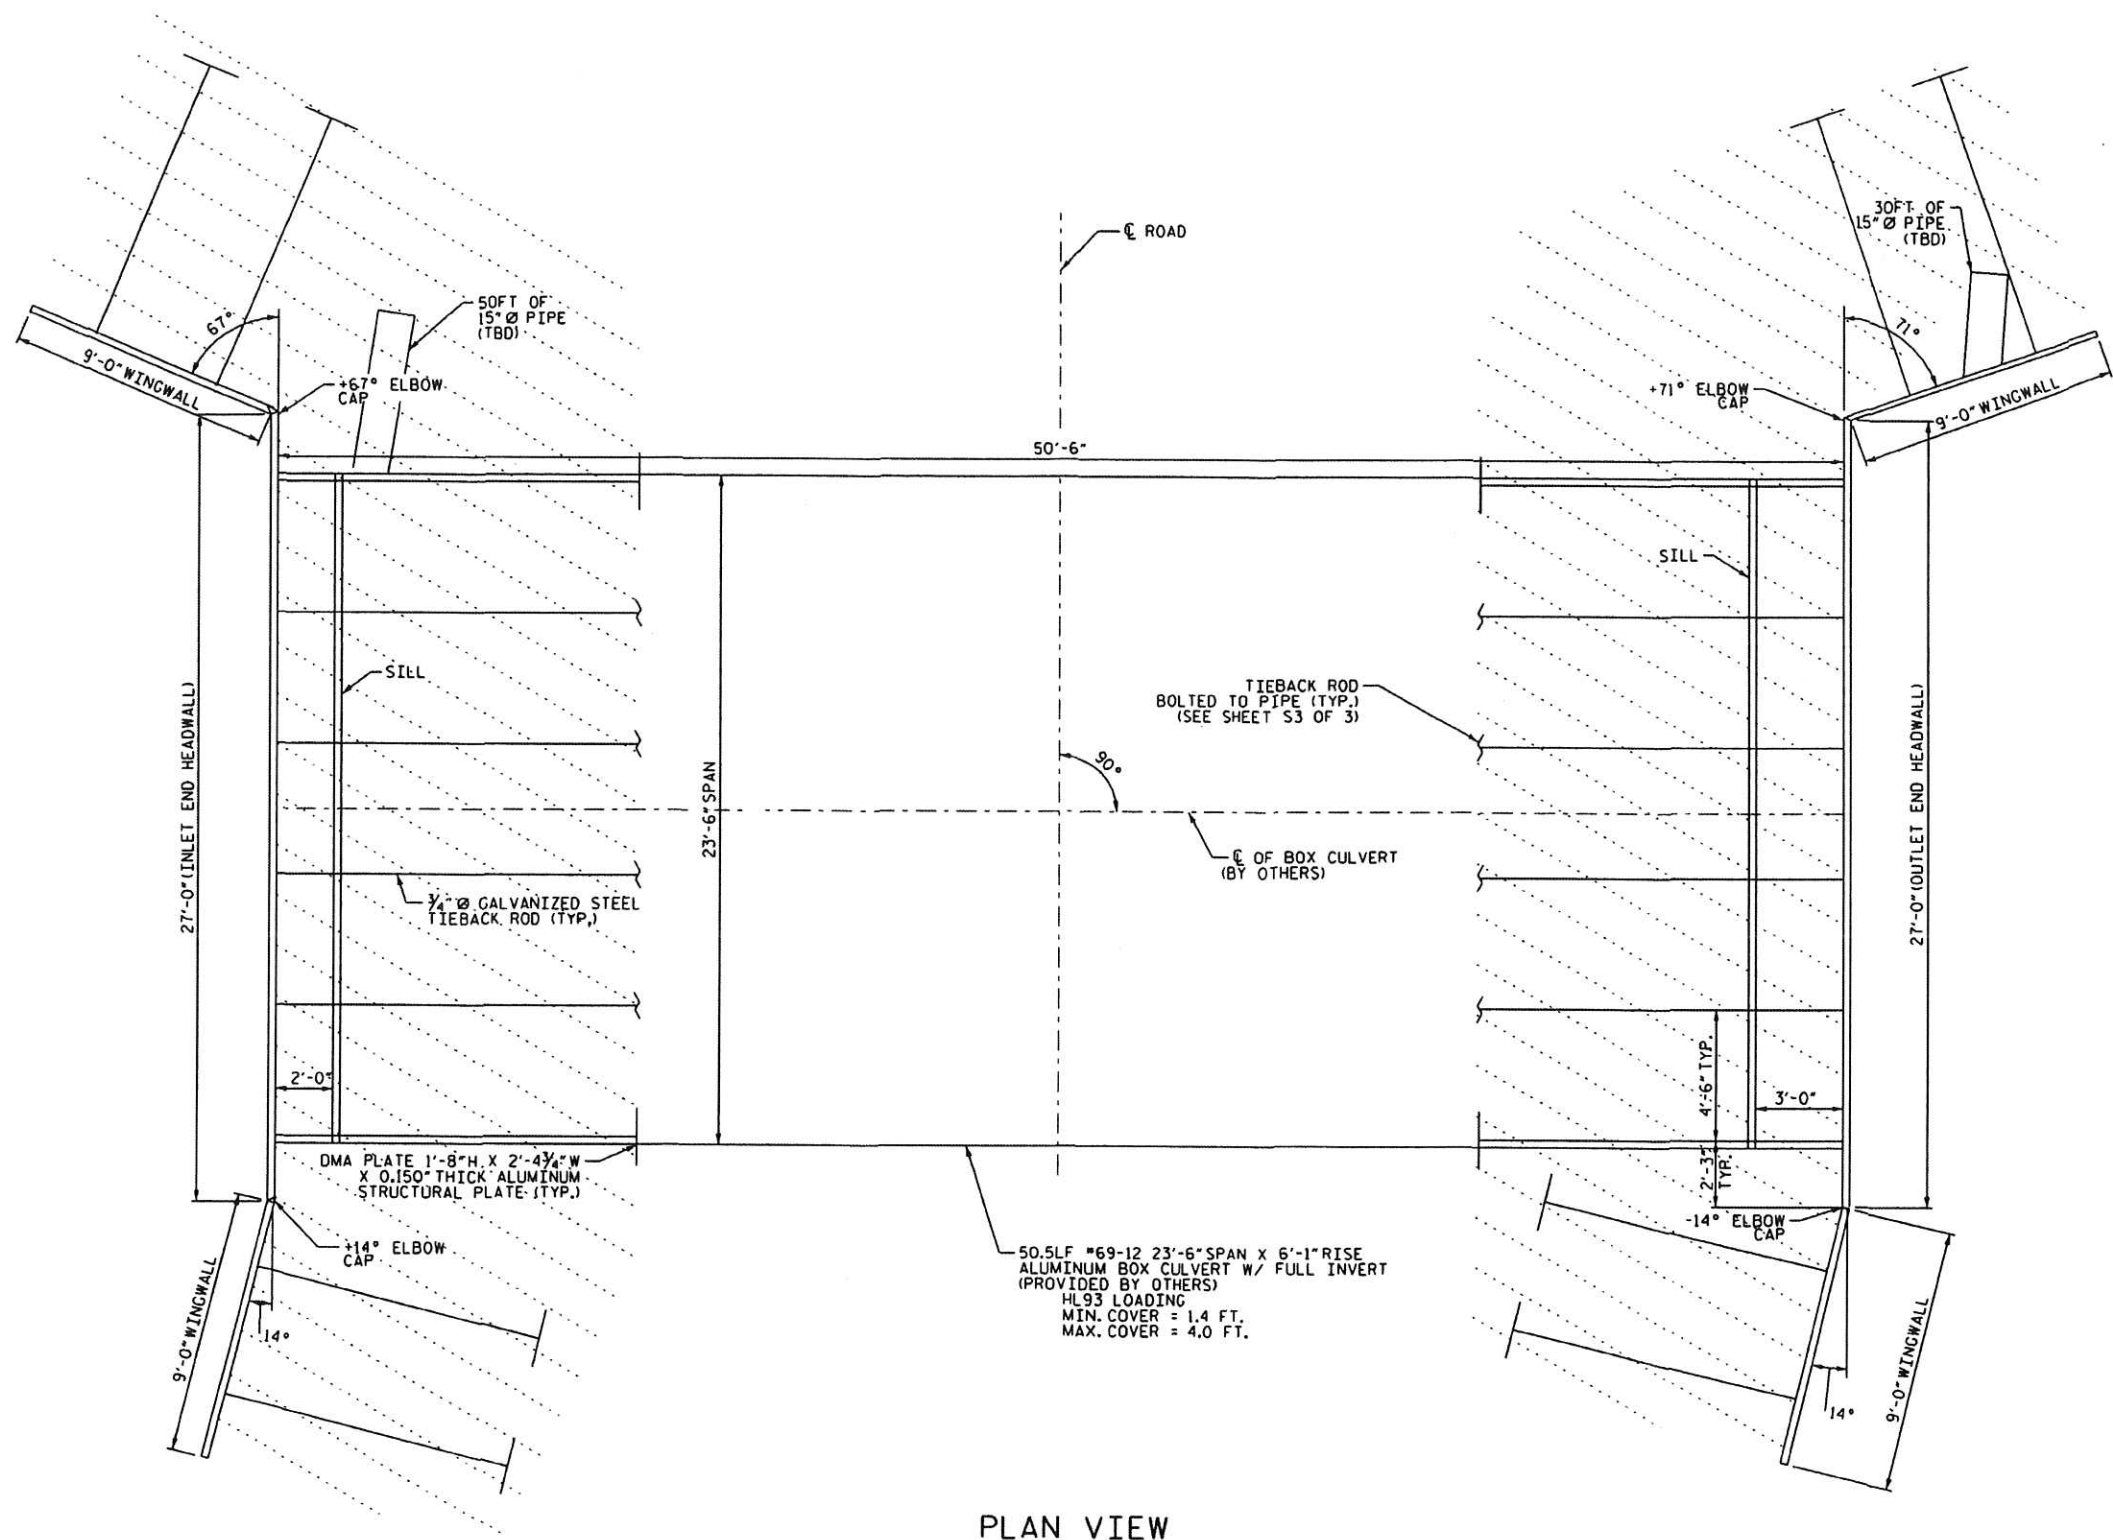 ℄ ROAD
30FT OF
15" Ø PIPE
(TBD)
50FT OF
15" Ø PIPE
(TBD)
67°
71°
9'-0" WINGWALL
+67° ELBOW
CAP
+71° ELBOW
CAP
9'-0" WINGWALL
50'-6"
SILL
SILL
TIEBACK ROD
BOLTED TO PIPE (TYP.)
(SEE SHEET S3 OF 3)
27'-0" (INLET END HEADWALL)
23'-6" SPAN
90°
27'-0" (OUTLET END HEADWALL)
℄ OF BOX CULVERT
(BY OTHERS)
3/4" Ø GALVANIZED STEEL
TIEBACK ROD (TYP.)
2'-0"
4'-6" TYP.
3'-0"
DMA PLATE 1'-8" H. X 2'-4 3/4" W
X 0.150" THICK ALUMINUM
STRUCTURAL PLATE (TYP.)
2'-3"
TYP.
+14° ELBOW
CAP
-14° ELBOW
CAP
50.5LF #69-12 23'-6" SPAN X 6'-1" RISE
ALUMINUM BOX CULVERT W/ FULL INVERT
(PROVIDED BY OTHERS)
HL93 LOADING
MIN. COVER = 1.4 FT.
MAX. COVER = 4.0 FT.
9'-0" WINGWALL
14°
9'-0" WINGWALL
14°
PLAN VIEW